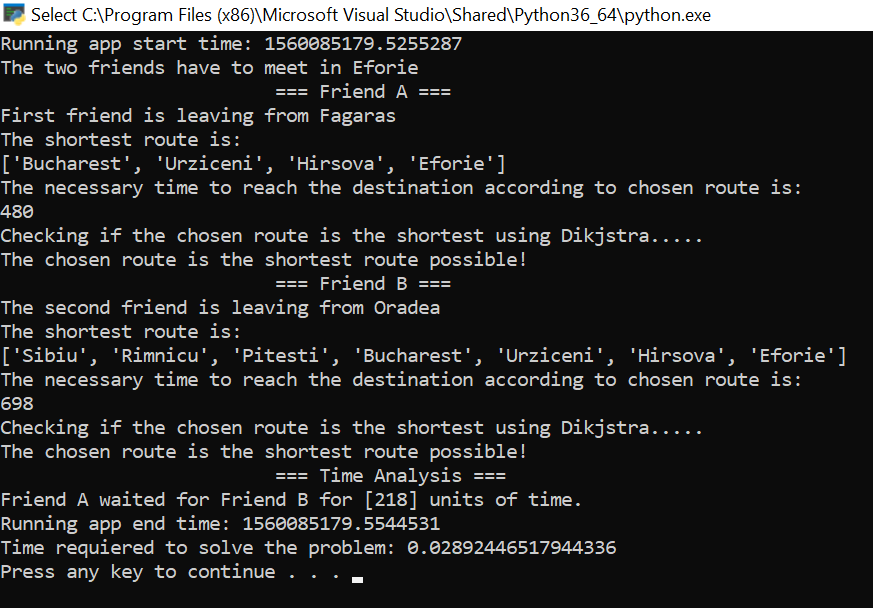 Select C:\Program Files (x86)\Microsoft Visual Studio\Shared\Python36_64\python.exe
Running app start time: 1560085179.5255287
The two friends have to meet in Eforie
=== Friend A ===
First friend is leaving from Fagaras
The shortest route is:
['Bucharest', 'Urziceni', 'Hirsova', 'Eforie']
The necessary time to reach the destination according to chosen route is:
480
Checking if the chosen route is the shortest using Dikjstra.....
The chosen route is the shortest route possible!
=== Friend B ===
The second friend is leaving from Oradea
The shortest route is:
['Sibiu', 'Rimnicu', 'Pitesti', 'Bucharest', 'Urziceni', 'Hirsova', 'Eforie']
The necessary time to reach the destination according to chosen route is:
698
Checking if the chosen route is the shortest using Dikjstra.....
The chosen route is the shortest route possible!
=== Time Analysis ===
Friend A waited for Friend B for [218] units of time.
Running app end time: 1560085179.5544531
Time requiered to solve the problem: 0.02892446517944336
Press any key to continue . . .